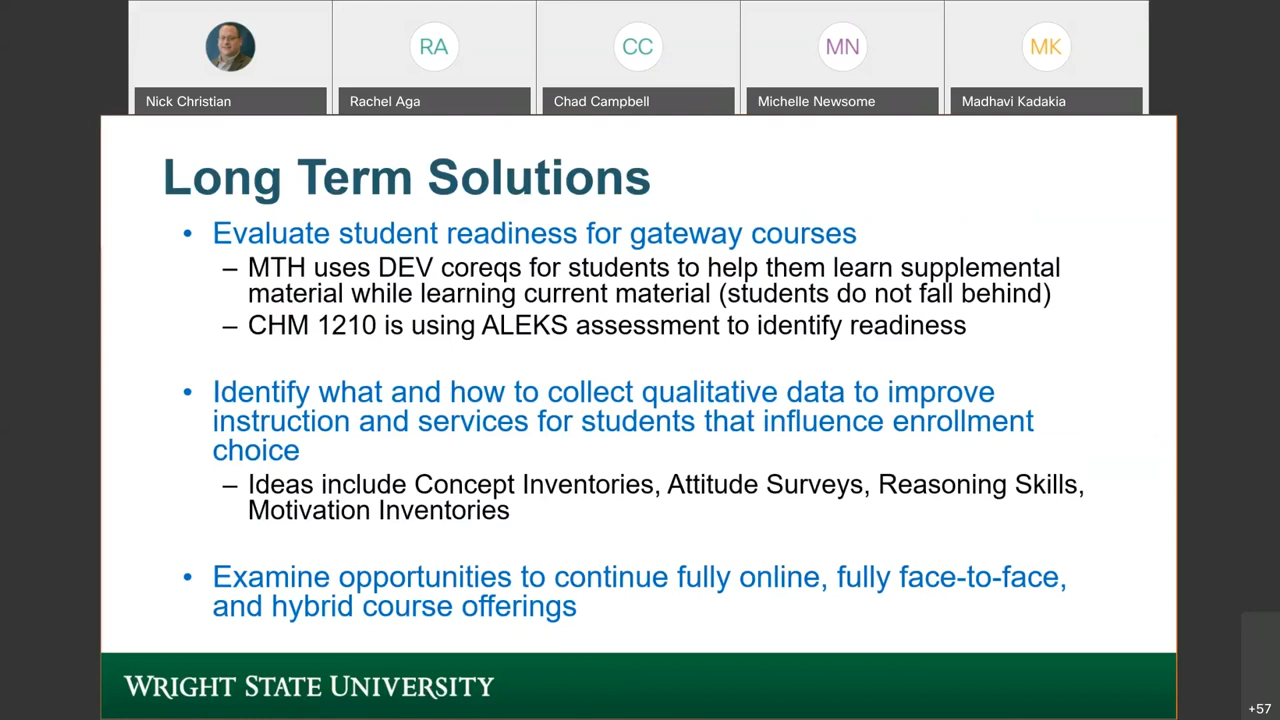 RA
CC
MN
MK
Nick Christian
Rachel Aga
Chad Campbell
Michelle Newsome
Madhavi Kadakia
Long Term Solutions
• Evaluate student readiness for gateway courses
– MTH uses DEV coreqs for students to help them learn supplemental
material while learning current material (students do not fall behind)
– CHM 1210 is using ALEKS assessment to identify readiness
• Identify what and how to collect qualitative data to improve
instruction and services for students that influence enrollment
choice
– Ideas include Concept Inventories, Attitude Surveys, Reasoning Skills,
Motivation Inventories
• Examine opportunities to continue fully online, fully face-to-face,
and hybrid course offerings
WRIGHT STATE UNIVERSITY
+57